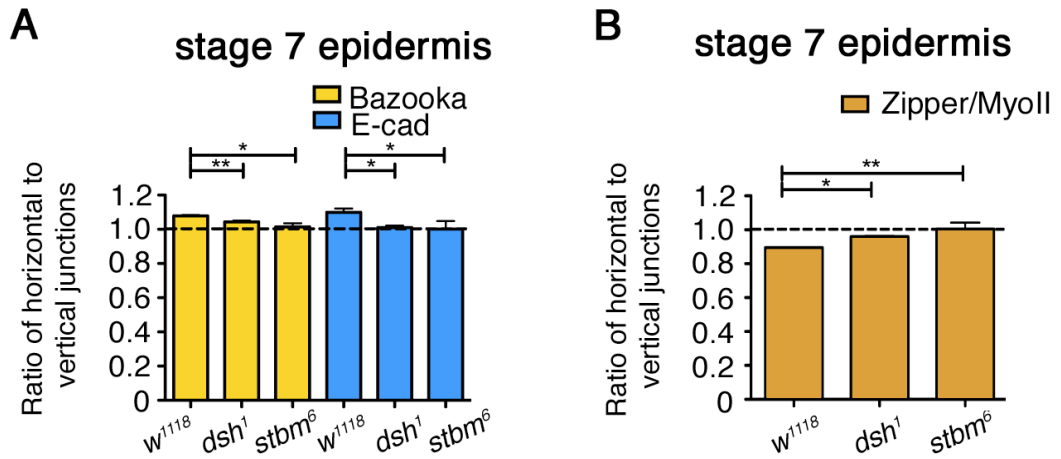 A
stage 7 epidermis
Bazooka
E-cad
*
**
*
*
Ratio of horizontal to
vertical junctions
1.2
1.0
0.8
0.6
0.4
0.2
0
w¹¹¹⁸
dsh¹
stbm⁶
w¹¹¹⁸
dsh¹
stbm⁶
B
stage 7 epidermis
Zipper/MyoII
**
*
Ratio of horizontal to
vertical junctions
1.2
1.0
0.8
0.6
0.4
0.2
0
w¹¹¹⁸
dsh¹
stbm⁶